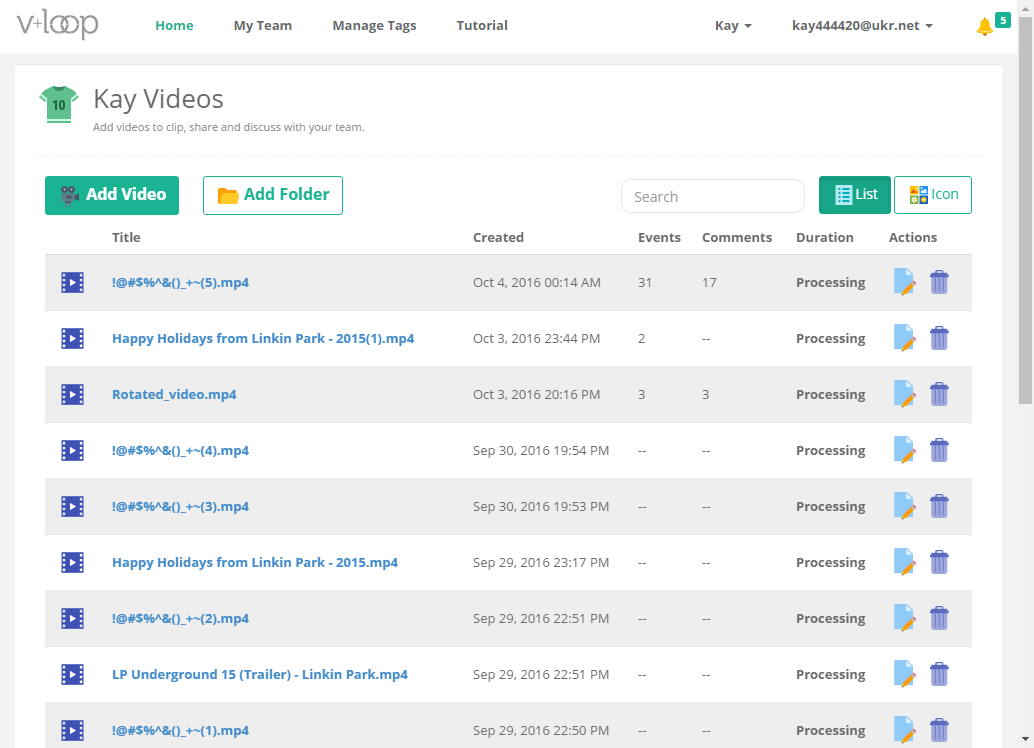 v+loop Home My Team Manage Tags Tutorial Kay kay444420@ukr.net 5
10 Kay Videos
Add videos to clip, share and discuss with your team.
Add Video Add Folder Search List Icon
Title Created Events Comments Duration Actions
!@#$%^&()_+~(5).mp4 Oct 4, 2016 00:14 AM 31 17 Processing
Happy Holidays from Linkin Park - 2015(1).mp4 Oct 3, 2016 23:44 PM 2 -- Processing
Rotated_video.mp4 Oct 3, 2016 20:16 PM 3 3 Processing
!@#$%^&()_+~(4).mp4 Sep 30, 2016 19:54 PM -- -- Processing
!@#$%^&()_+~(3).mp4 Sep 30, 2016 19:53 PM -- -- Processing
Happy Holidays from Linkin Park - 2015.mp4 Sep 29, 2016 23:17 PM -- -- Processing
!@#$%^&()_+~(2).mp4 Sep 29, 2016 22:51 PM -- -- Processing
LP Underground 15 (Trailer) - Linkin Park.mp4 Sep 29, 2016 22:51 PM -- -- Processing
!@#$%^&()_+~(1).mp4 Sep 29, 2016 22:50 PM -- -- Processing